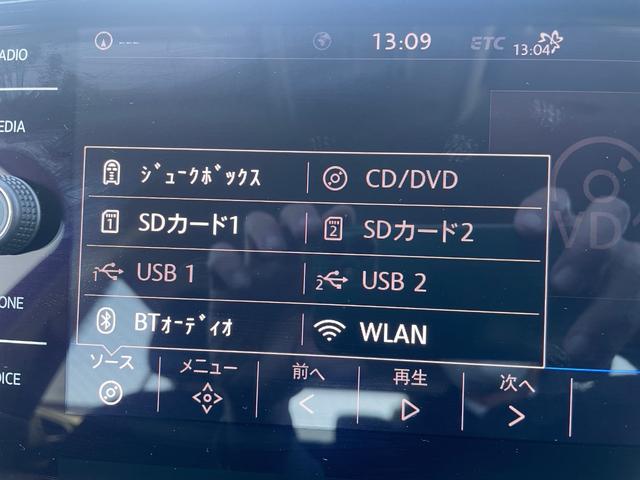 --- 13:09 ETC 13:04
ADIO
EDIA
ONE
OICE
ｼﾞｭｰｸﾎﾞｯｸｽ CD/DVD
SDカード1 SDカード2
USB 1 USB 2
BTｵｰﾃﾞｨｵ WLAN
ソース メニュー 前へ 再生 次へ
VD